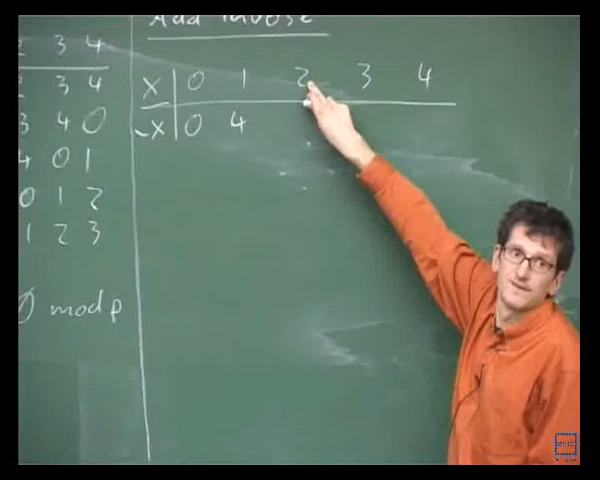 Add inverse
2 3 4
2 3 4
3 4 0
4 0 1
0 1 2
1 2 3
mod p
x 0 1 2 3 4
-x 0 4